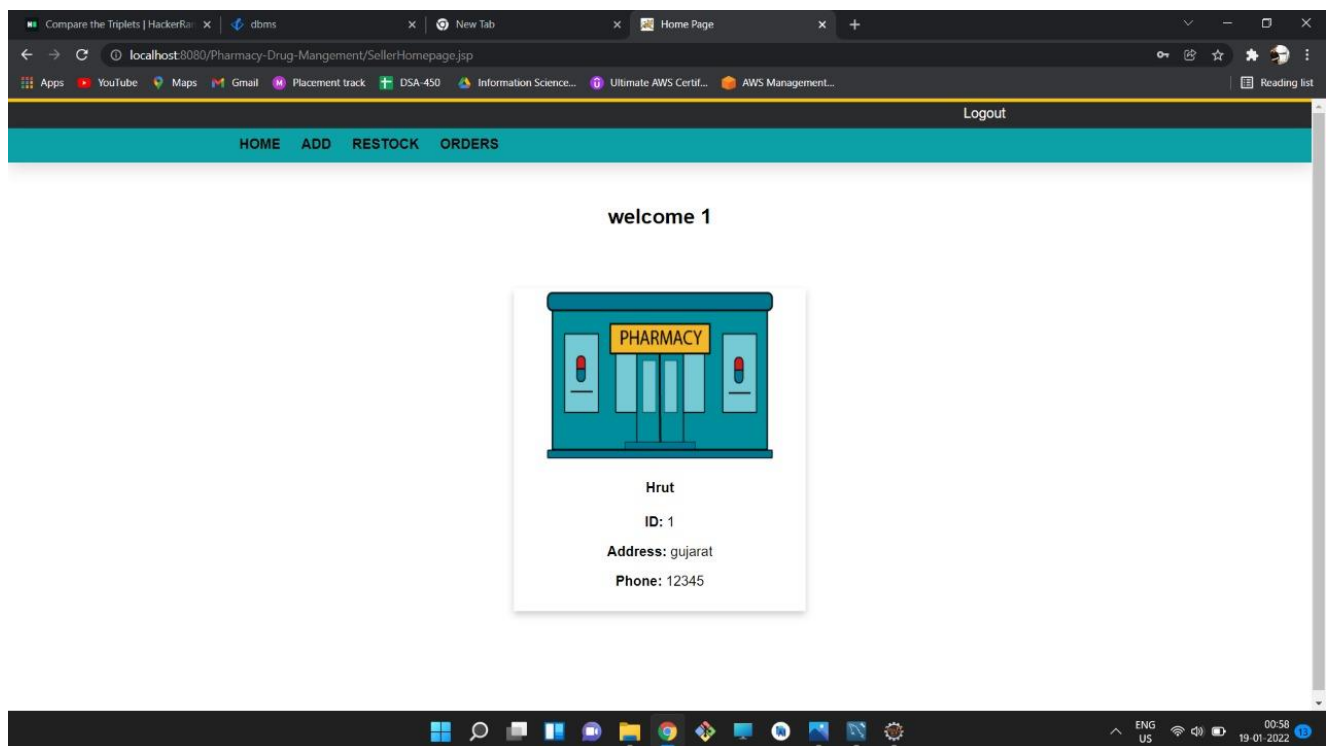 Compare the Triplets | HackerRan
dbms
New Tab
Home Page
localhost:8080/Pharmacy-Drug-Mangement/SellerHomepage.jsp
Apps YouTube Maps Gmail Placement track DSA-450 Information Science... Ultimate AWS Certif... AWS Management... Reading list
Logout
HOME ADD RESTOCK ORDERS
welcome 1
PHARMACY
Hrut
ID: 1
Address: gujarat
Phone: 12345
ENG
US
00:58
19-01-2022
13